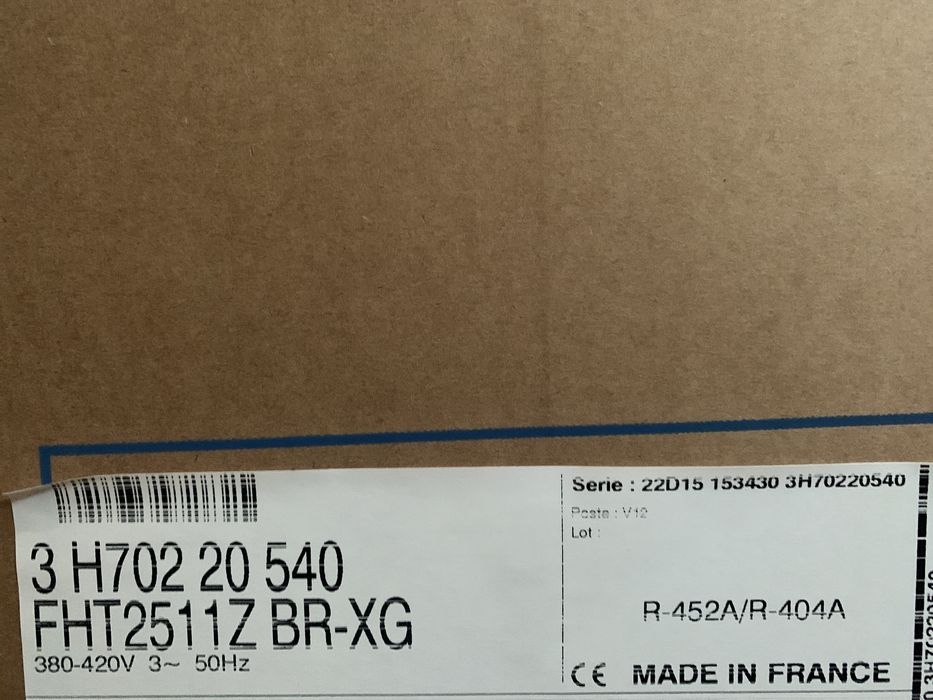 3 H702 20 540
FHT2511Z BR-XG
380-420V 3~ 50Hz
Serie : 22D15 153430 3H70220540
Poste : V12
Lot :
R-452A/R-404A
CE MADE IN FRANCE